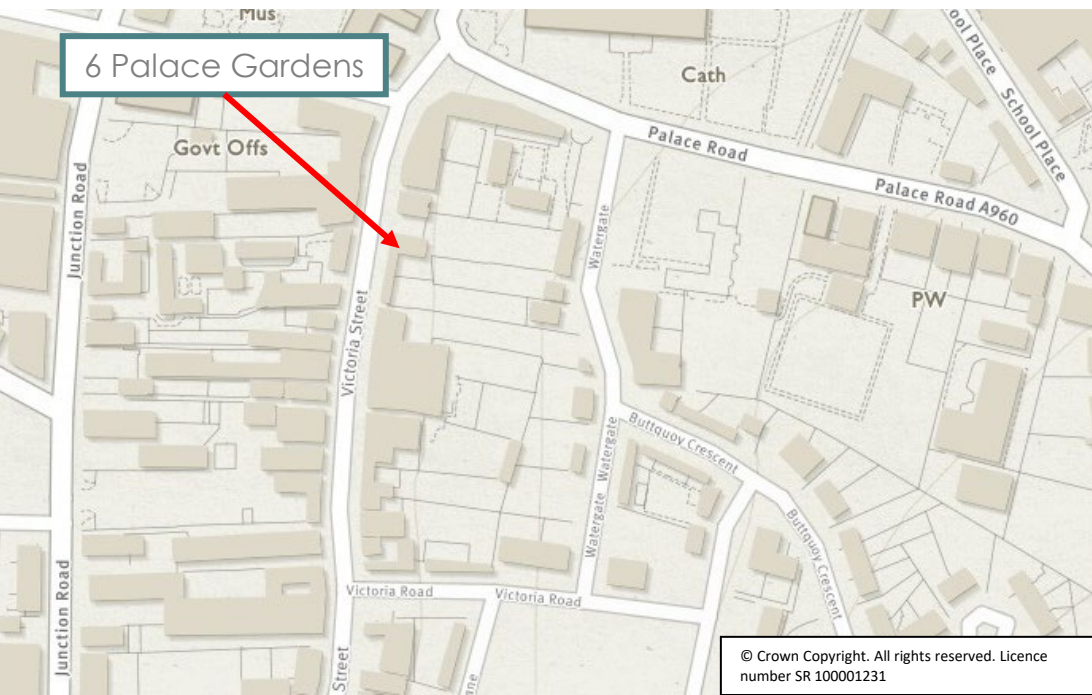 Mus
6 Palace Gardens
Cath
ool Place
School Place
Govt Offs
Palace Road
Palace Road A960
Junction Road
Watergate
PW
Victoria Street
Buttquoy Crescent
Watergate
Watergate
Buttquoy Crescent
Junction Road
Victoria Road
Victoria Road
Street
ane
© Crown Copyright. All rights reserved. Licence
number SR 100001231